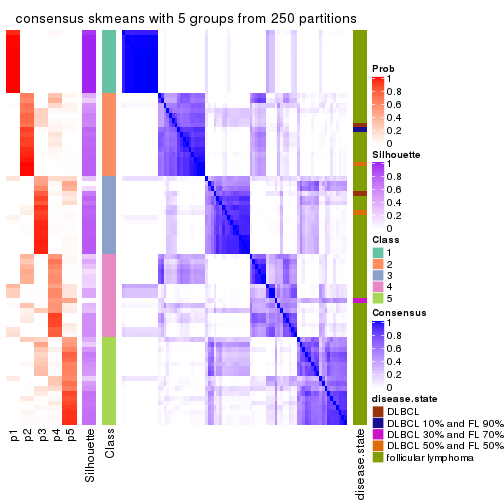 consensus skmeans with 5 groups from 250 partitions
Prob
1
0.8
0.6
0.4
0.2
0
Silhouette
1
0.8
0.6
0.4
0.2
0
Class
1
2
3
4
5
Consensus
1
0.8
0.6
0.4
0.2
0
disease.state
DLBCL
DLBCL 10% and FL 90%
DLBCL 30% and FL 70%
DLBCL 50% and FL 50%
follicular lymphoma
p1
p2
p3
p4
p5
Silhouette
Class
disease.state